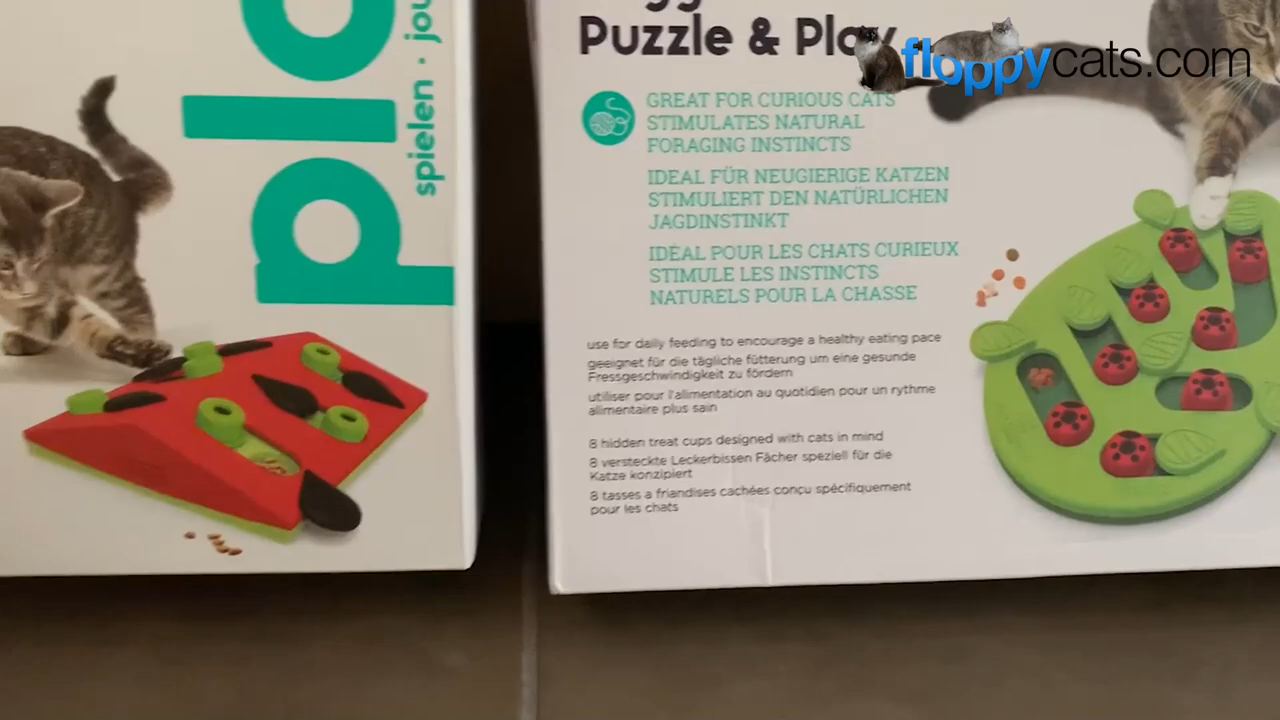 spielen · jou
Puzzle & Play
floppycats.com
GREAT FOR CURIOUS CATS
STIMULATES NATURAL
FORAGING INSTINCTS
IDEAL FÜR NEUGIERIGE KATZEN
STIMULIERT DEN NATÜRLICHEN
JAGDINSTINKT
IDÉAL POUR LES CHATS CURIEUX
STIMULE LES INSTINCTS
NATURELS POUR LA CHASSE
use for daily feeding to encourage a healthy eating pace
geeignet für die tägliche fütterung um eine gesunde
Fressgeschwindigkeit zu fördern
utiliser pour l'alimentation au quotidien pour un rythme
alimentaire plus sain
8 hidden treat cups designed with cats in mind
8 versteckte Leckerbissen Fächer speziell für die
Katze konzipiert
8 tasses a friandises cachées conçu spécifiquement
pour les chats